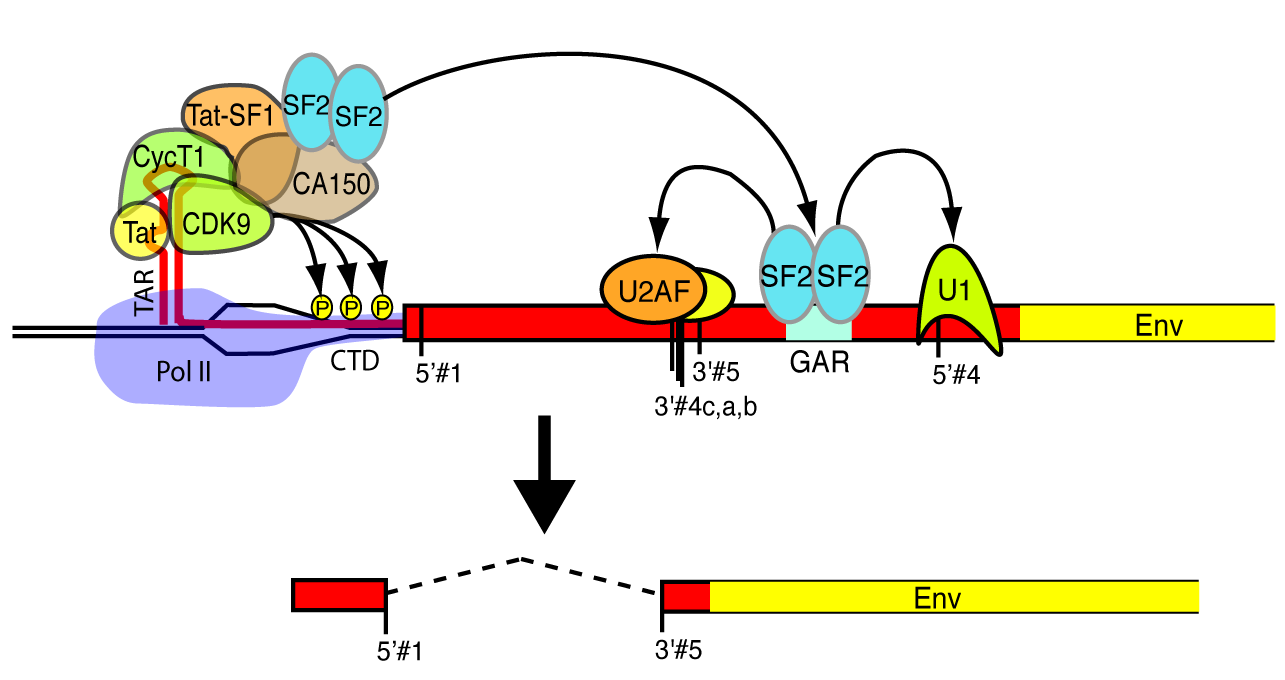 SF2
SF2
Tat-SF1
CycT1
CA150
Tat
CDK9
TAR
P
P
P
Pol II
CTD
5'#1
U2AF
3'#5
3'#4c,a,b
SF2
SF2
GAR
U1
5'#4
Env
5'#1
3'#5
Env